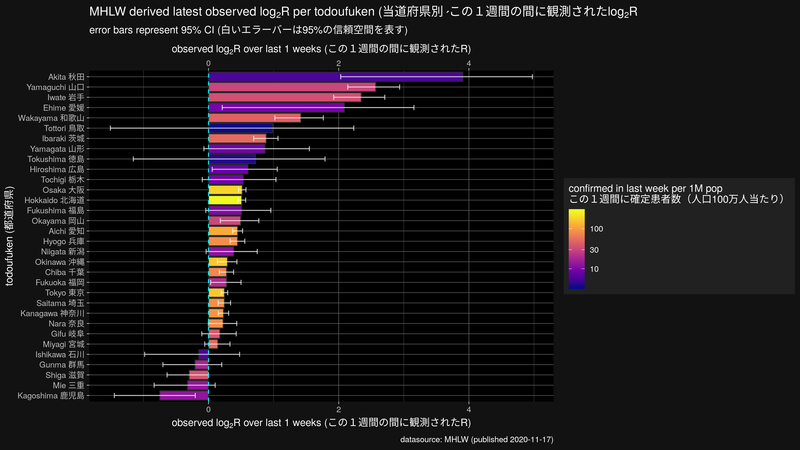 MHLW derived latest observed log2R per todoufuken (当道府県別 -この１週間の間に観測されたlog2R
error bars represent 95% CI (白いエラーバーは95%の信頼空間を表す)
observed log2R over last 1 weeks (この１週間の間に観測されたR)
0 2 4
todoufuken (都道府県)
Akita 秋田
Yamaguchi 山口
Iwate 岩手
Ehime 愛媛
Wakayama 和歌山
Tottori 鳥取
Ibaraki 茨城
Yamagata 山形
Tokushima 徳島
Hiroshima 広島
Tochigi 栃木
Osaka 大阪
Hokkaido 北海道
Fukushima 福島
Okayama 岡山
Aichi 愛知
Hyogo 兵庫
Niigata 新潟
Okinawa 沖縄
Chiba 千葉
Fukuoka 福岡
Tokyo 東京
Saitama 埼玉
Kanagawa 神奈川
Nara 奈良
Gifu 岐阜
Miyagi 宮城
Ishikawa 石川
Gunma 群馬
Shiga 滋賀
Mie 三重
Kagoshima 鹿児島
0 2 4
observed log2R over last 1 weeks (この１週間の間に観測されたR)
confirmed in last week per 1M pop
この１週間に確定患者数（人口100万人当たり）
100
30
10
datasource: MHLW (published 2020-11-17)